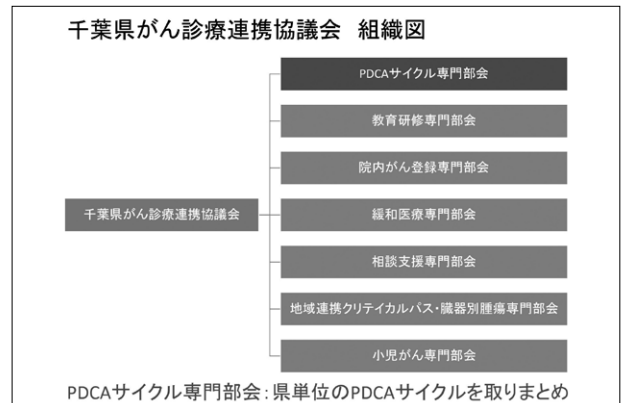 千葉県がん診療連携協議会　組織図
PDCAサイクル専門部会
教育研修専門部会
院内がん登録専門部会
千葉県がん診療連携協議会
緩和医療専門部会
相談支援専門部会
地域連携クリテイカルパス・臓器別腫瘍専門部会
小児がん専門部会
PDCAサイクル専門部会：県単位のPDCAサイクルを取りまとめ